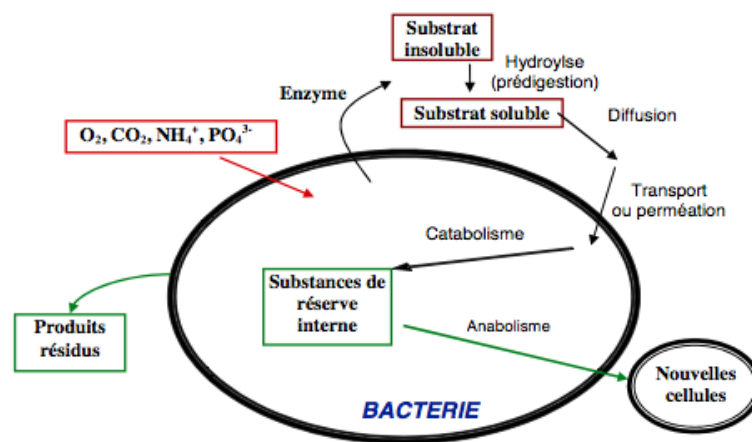 Substrat
insoluble
Hydroylse
(prédigestion)
Enzyme
Substrat soluble
Diffusion
O₂, CO₂, NH₄⁺, PO₄³⁻
Transport
ou perméation
Catabolisme
Substances de
réserve
interne
Produits
résidus
Anabolisme
Nouvelles
cellules
BACTERIE